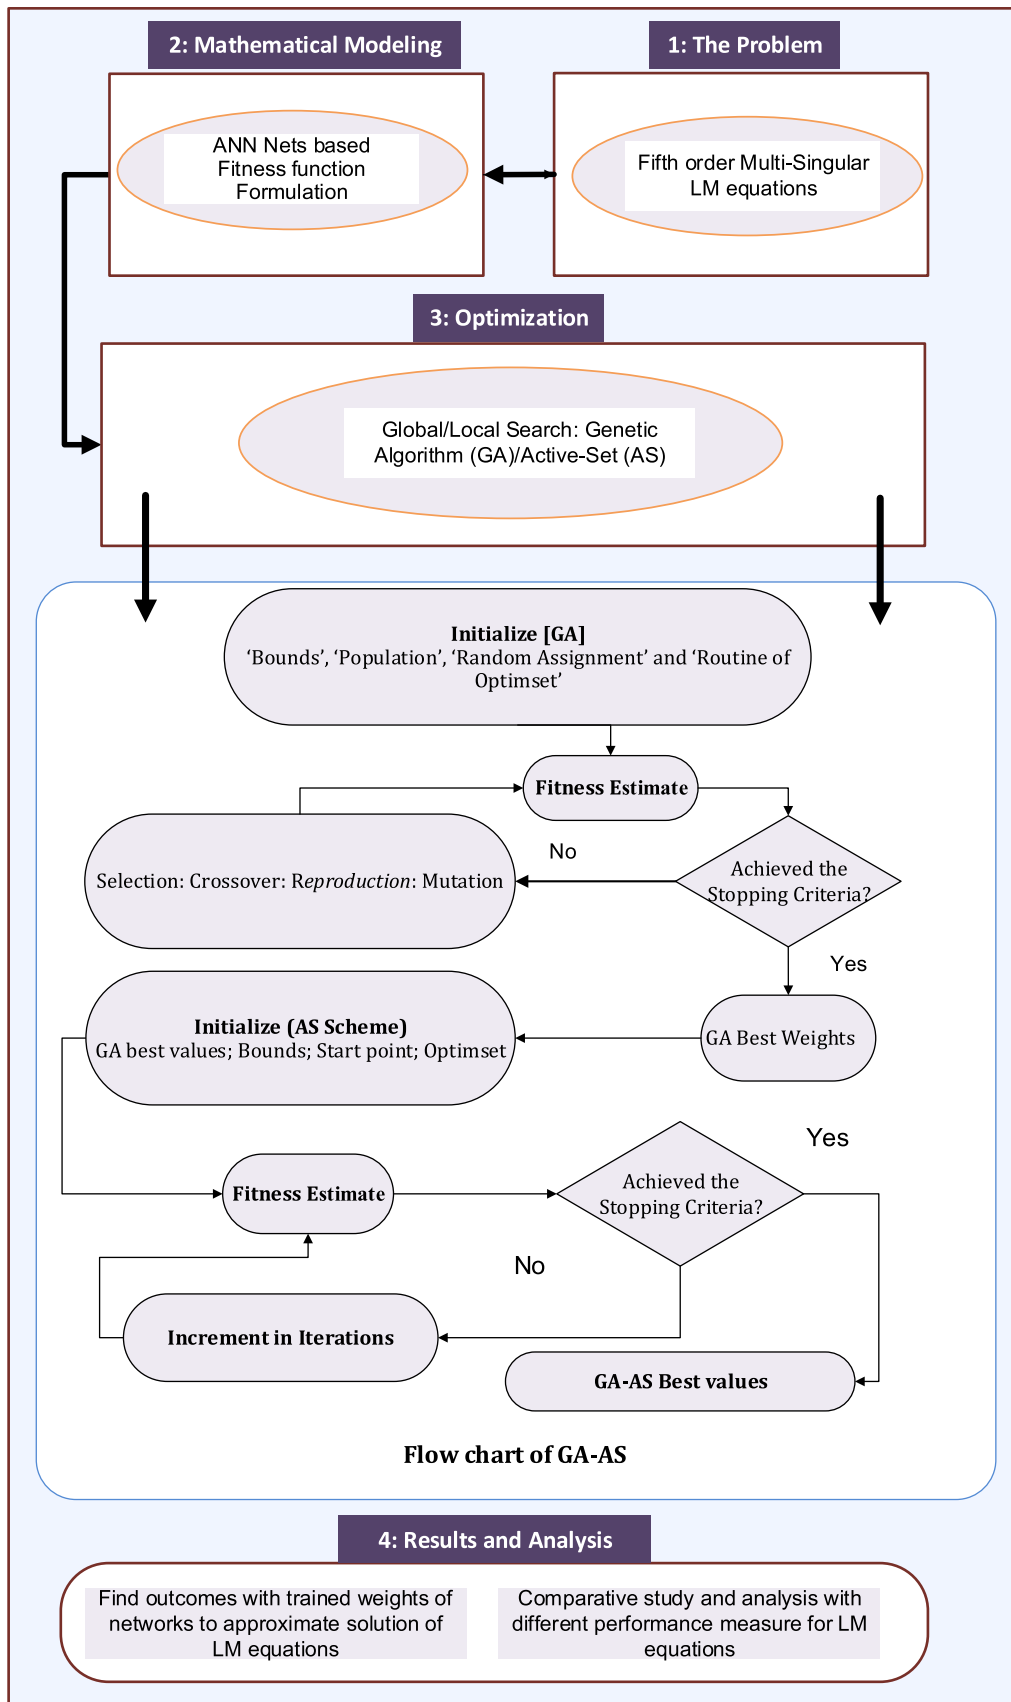 2: Mathematical Modeling
1: The Problem
ANN Nets based
Fitness function
Formulation
Fifth order Multi-Singular
LM equations
3: Optimization
Global/Local Search: Genetic
Algorithm (GA)/Active-Set (AS)
Initialize [GA]
‘Bounds’, ‘Population’, ‘Random Assignment’ and ‘Routine of
Optimset’
Fitness Estimate
No
Achieved the
Stopping Criteria?
Selection: Crossover: Reproduction: Mutation
Yes
Initialize (AS Scheme)
GA best values; Bounds; Start point; Optimset
GA Best Weights
Yes
Fitness Estimate
Achieved the
Stopping Criteria?
No
Increment in Iterations
GA-AS Best values
Flow chart of GA-AS
4: Results and Analysis
Find outcomes with trained weights of
networks to approximate solution of
LM equations
Comparative study and analysis with
different performance measure for LM
equations